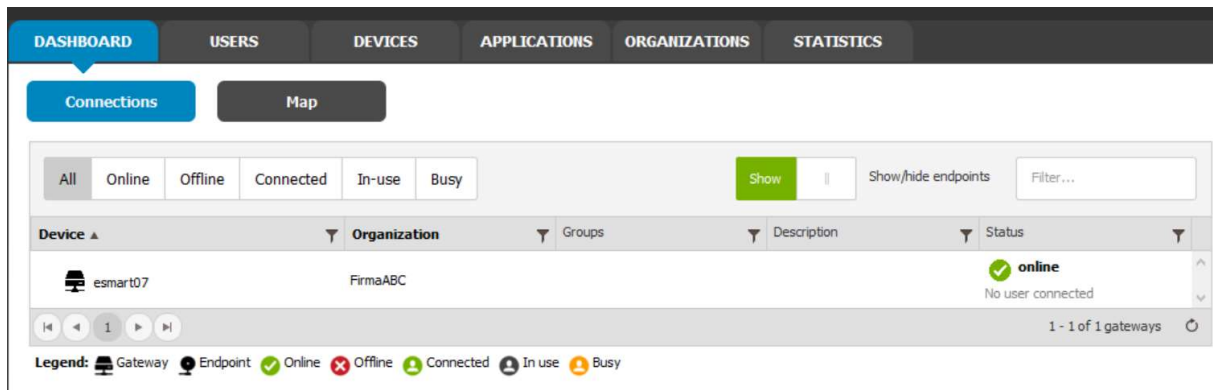 DASHBOARD USERS DEVICES APPLICATIONS ORGANIZATIONS STATISTICS
Connections Map
All Online Offline Connected In-use Busy Show Show/hide endpoints Filter...
Device Organization Groups Description Status
esmart07 FirmaABC online
No user connected
1 1 - 1 of 1 gateways
Legend: Gateway Endpoint Online Offline Connected In use Busy